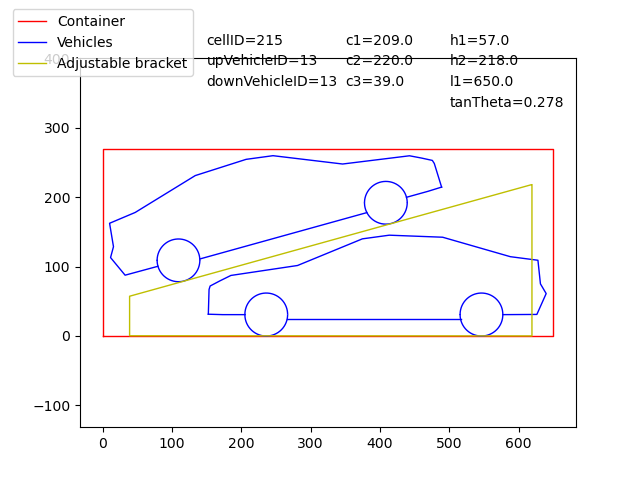 Container
Vehicles
Adjustable bracket
cellID=215
upVehicleID=13
downVehicleID=13
c1=209.0
c2=220.0
c3=39.0
h1=57.0
h2=218.0
l1=650.0
tanTheta=0.278
400
300
200
100
0
−100
0 100 200 300 400 500 600